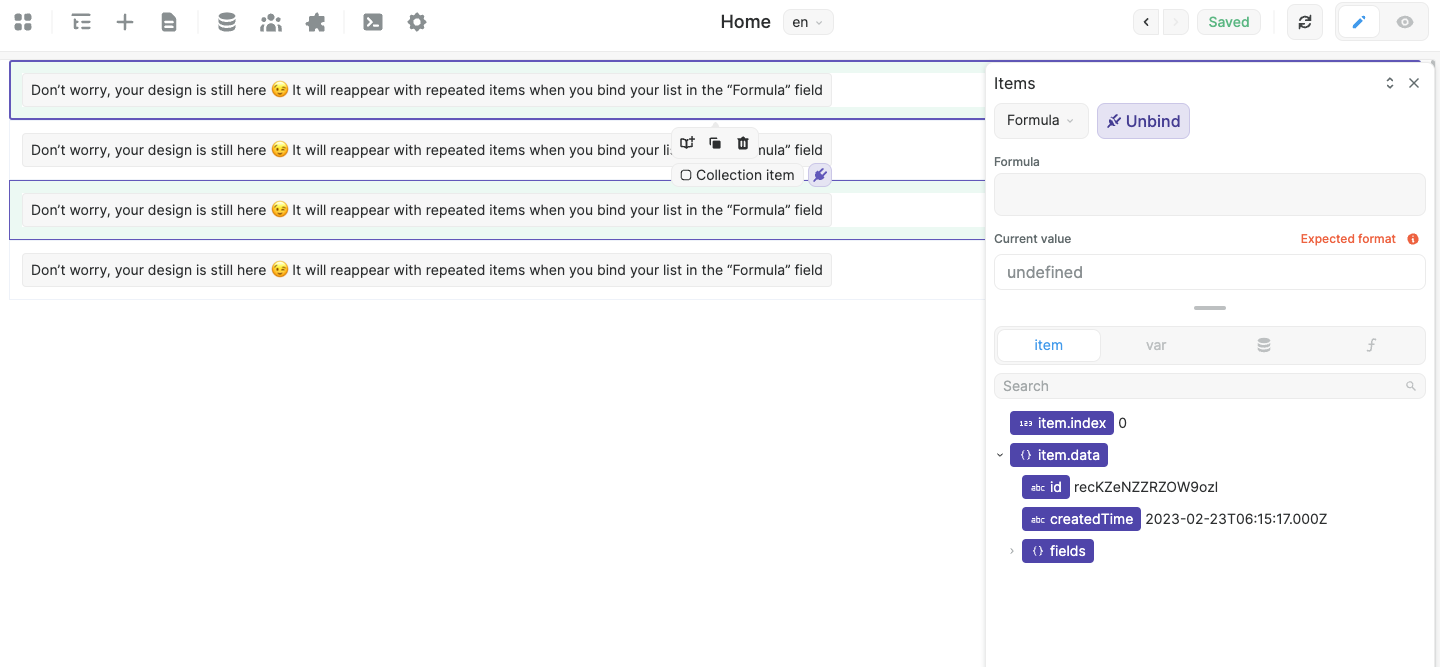 Home
en
Saved
Don’t worry, your design is still here 😉 It will reappear with repeated items when you bind your list in the “Formula” field
Don’t worry, your design is still here 😉 It will reappear with repeated items when you bind your li mula” field
Collection item
Don’t worry, your design is still here 😉 It will reappear with repeated items when you bind your list in the “Formula” field
Don’t worry, your design is still here 😉 It will reappear with repeated items when you bind your list in the “Formula” field
Items
Formula
Unbind
Formula
Current value
Expected format
undefined
item
var
Search
123 item.index 0
{} item.data
abc id recKZeNZZRZOW9ozl
abc createdTime 2023-02-23T06:15:17.000Z
{} fields